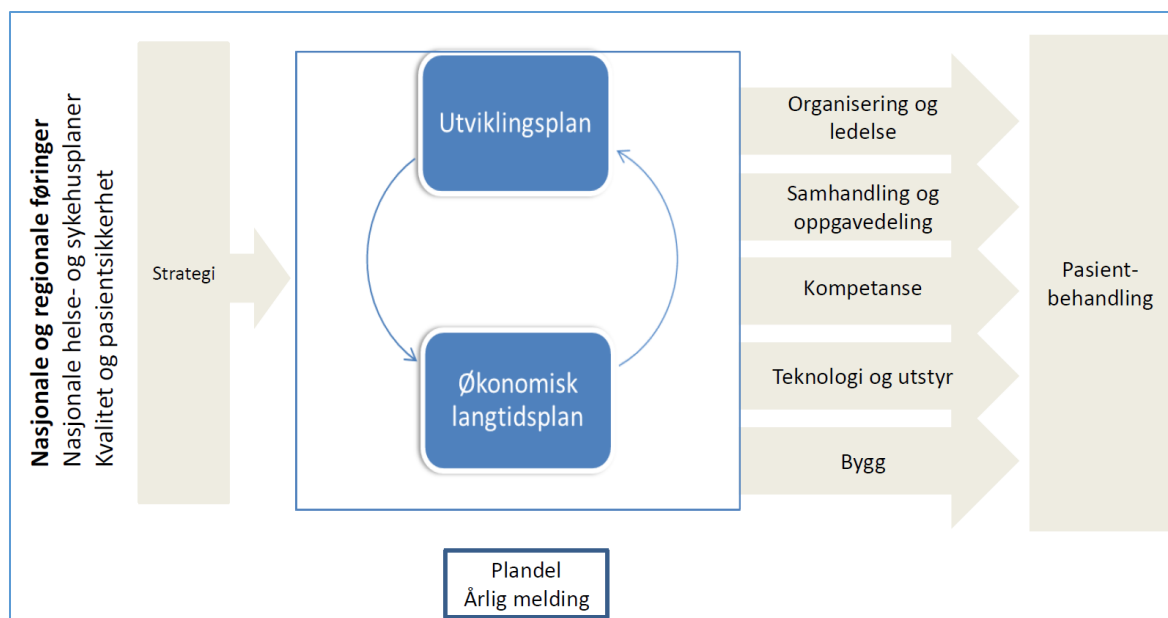 Nasjonale og regionale føringer
Nasjonale helse- og sykehusplaner
Kvalitet og pasientsikkerhet
Strategi
Utviklingsplan
Økonomisk
langtidsplan
Organisering og
ledelse
Samhandling og
oppgavedeling
Kompetanse
Teknologi og utstyr
Bygg
Pasient-
behandling
Plandel
Årlig melding